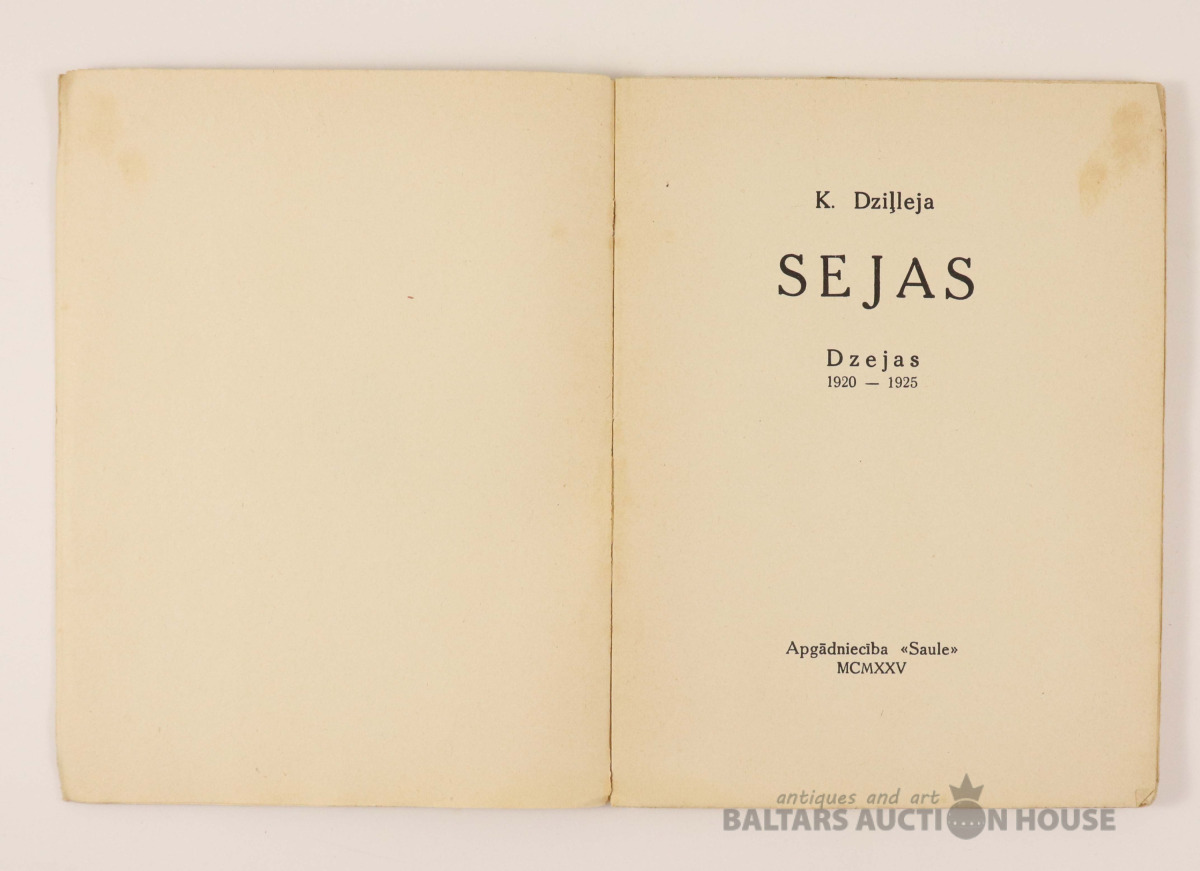 K. Dziļleja
SEJAS
Dzejas
1920 — 1925
Apgādniecība «Saule»
MCMXXV
antiques and art
BALTARS AUCTION HOUSE